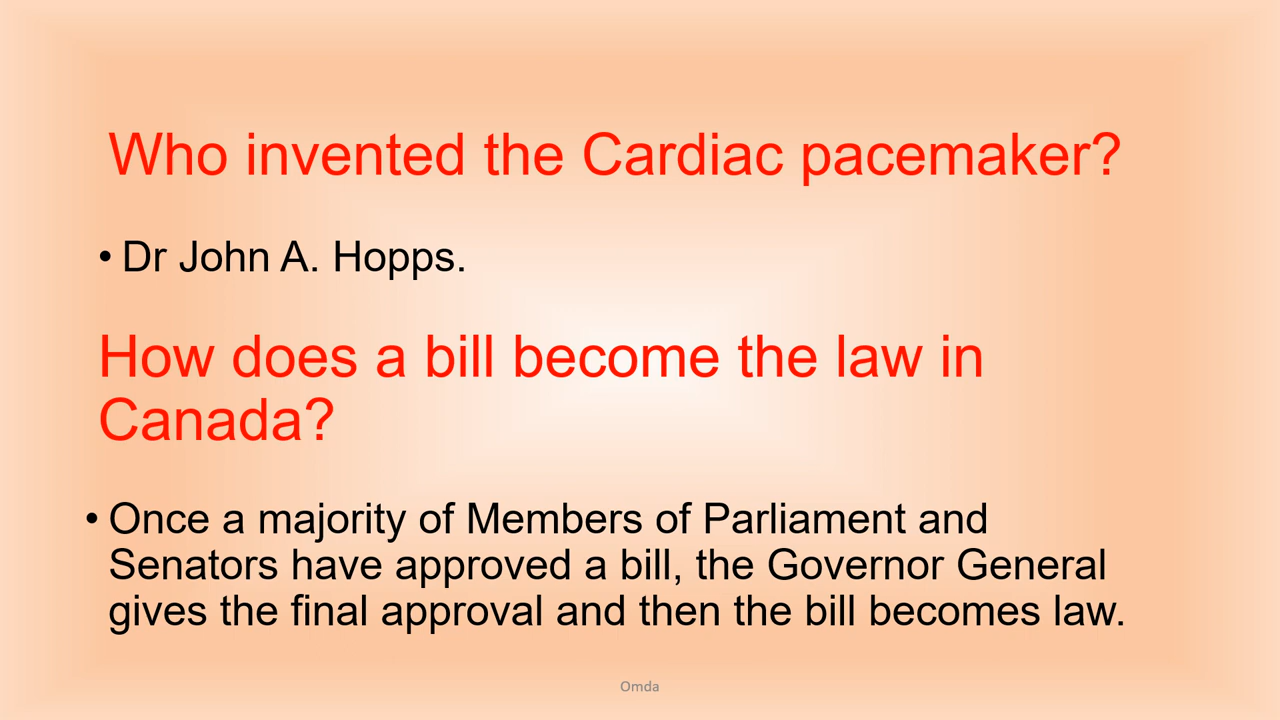 Who invented the Cardiac pacemaker?
• Dr John A. Hopps.
How does a bill become the law in
Canada?
• Once a majority of Members of Parliament and
Senators have approved a bill, the Governor General
gives the final approval and then the bill becomes law.
Omda